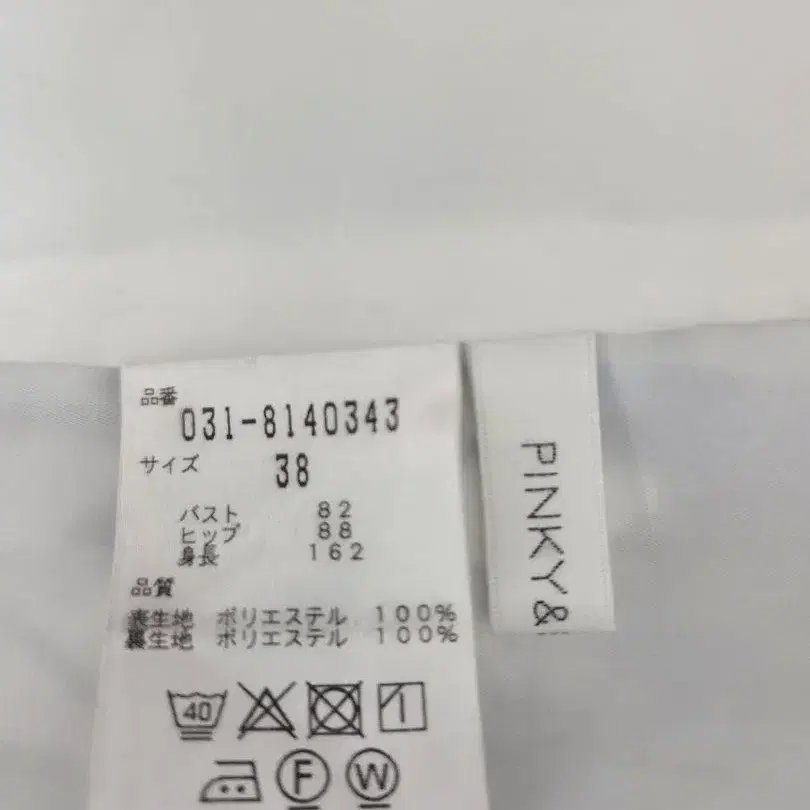 品番
031-8140343
サイズ 38
バスト 82
ヒップ 88
身長 162
品質
表生地 ポリエステル 100%
裏生地 ポリエステル 100%
40
F W
PINKY&